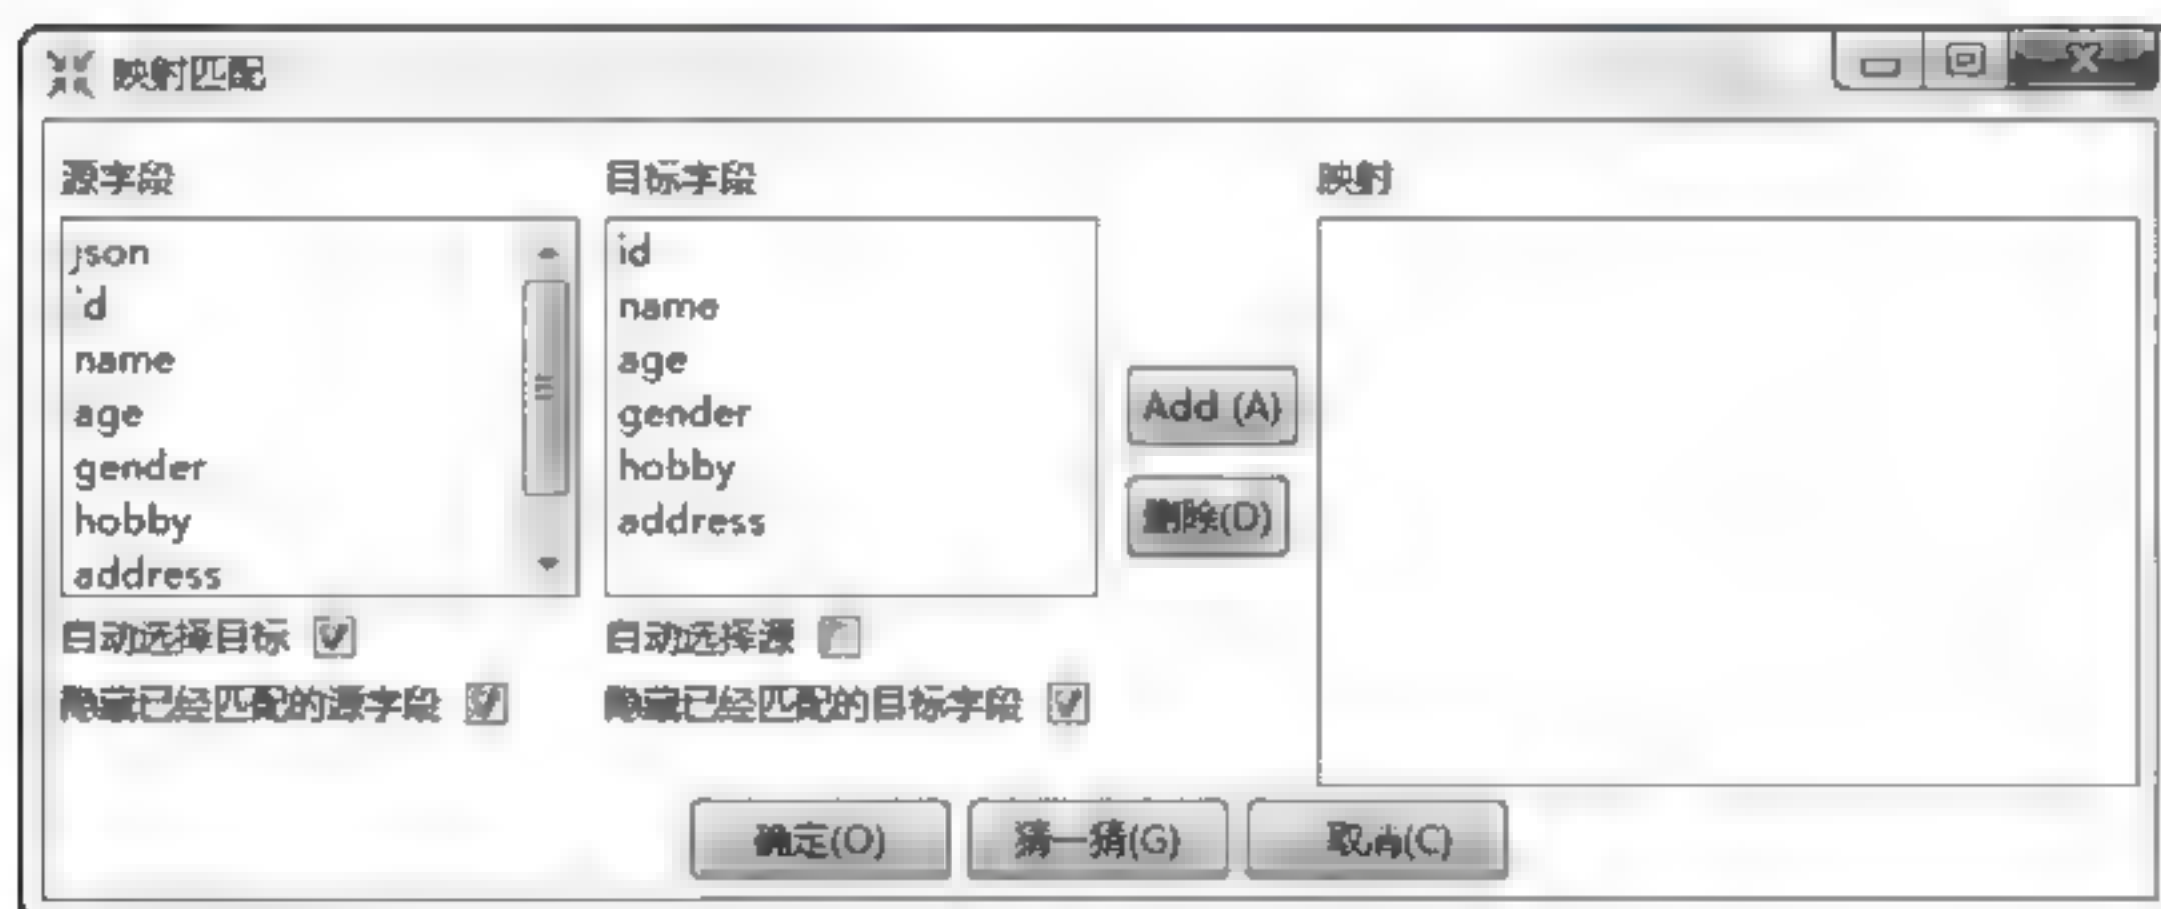 映射匹配
源字段
json
id
name
age
gender
hobby
address
自动选择目标
隐藏已经匹配的源字段
目标字段
id
name
age
gender
hobby
address
自动选择源
隐藏已经匹配的目标字段
Add (A)
删除(D)
映射
确定(O)
猜一猜(G)
取消(C)